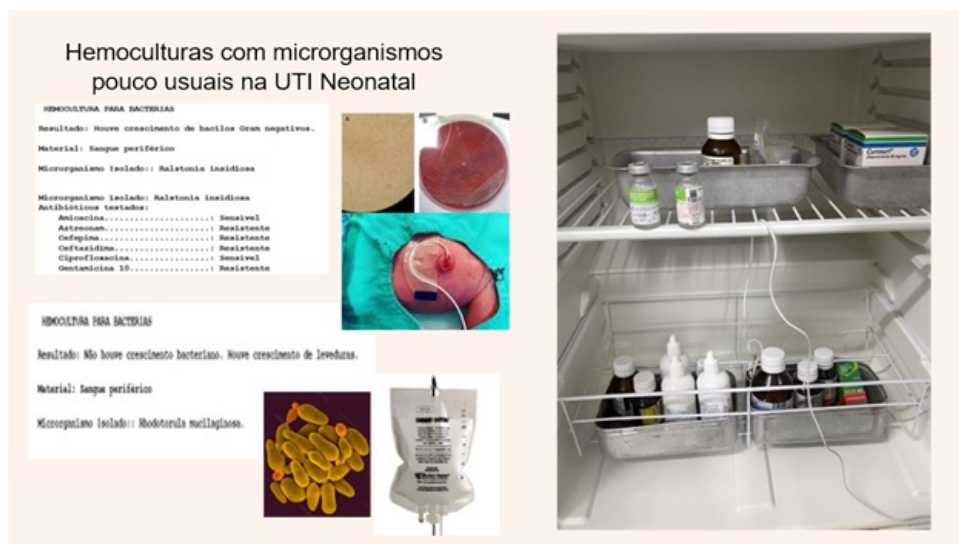 Hemoculturas com microrganismos
pouco usuais na UTI Neonatal
HEMOCULTURA PARA BACTERIAS
Resultado: Houve crescimento de bacilos Gram negativos.
Material: Sangue periférico
Microrganismo Isolado:: Ralstonia insidiosa
Microrganismo isolado: Ralstonia insidiosa
Antibióticos testados:
Amicacina......................: Sensível
Aztreonam......................: Resistente
Cefepima.......................: Resistente
Ceftazidima....................: Resistente
Ciprofloxacina.................: Sensível
Gentamicina 10.................: Resistente
HEMOCULTURA PARA BACTERIAS
Resultado: Não houve crescimento bacteriano. Houve crescimento de leveduras.
Material: Sangue periférico
Microrganismo Isolado:: Rhodotorula mucilaginosa.
Curosurf